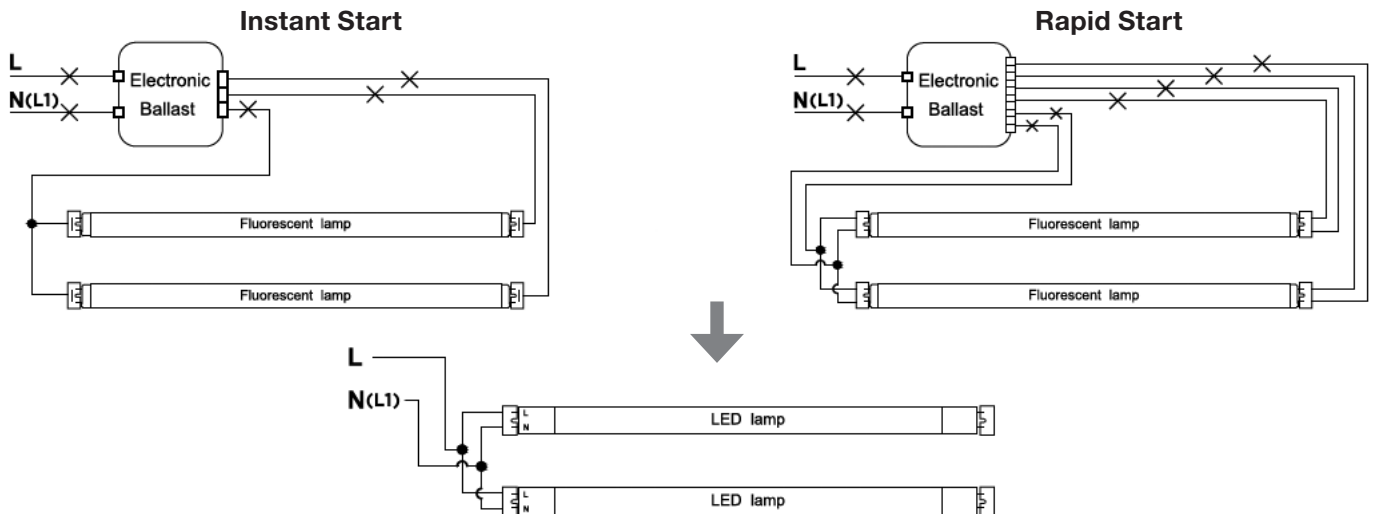 Instant Start
L
N(L1)
Electronic
Ballast
Fluorescent lamp
Fluorescent lamp
Rapid Start
L
N(L1)
Electronic
Ballast
Fluorescent lamp
Fluorescent lamp
L
N(L1)
L
N
LED lamp
L
N
LED lamp